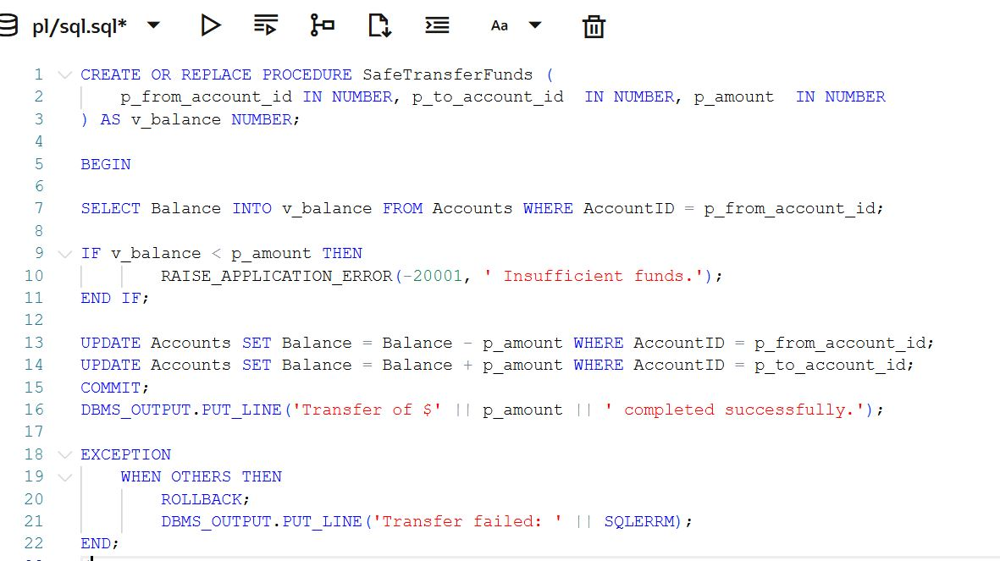 pl/sql.sql* Aa
1 CREATE OR REPLACE PROCEDURE SafeTransferFunds (
2 p_from_account_id IN NUMBER, p_to_account_id  IN NUMBER, p_amount  IN NUMBER
3 ) AS v_balance NUMBER;
4
5 BEGIN
6
7 SELECT Balance INTO v_balance FROM Accounts WHERE AccountID = p_from_account_id;
8
9 IF v_balance < p_amount THEN
10 RAISE_APPLICATION_ERROR(-20001, ' Insufficient funds.');
11 END IF;
12
13 UPDATE Accounts SET Balance = Balance - p_amount WHERE AccountID = p_from_account_id;
14 UPDATE Accounts SET Balance = Balance + p_amount WHERE AccountID = p_to_account_id;
15 COMMIT;
16 DBMS_OUTPUT.PUT_LINE('Transfer of $' || p_amount || ' completed successfully.');
17
18 EXCEPTION
19 WHEN OTHERS THEN
20 ROLLBACK;
21 DBMS_OUTPUT.PUT_LINE('Transfer failed: ' || SQLERRM);
22 END;